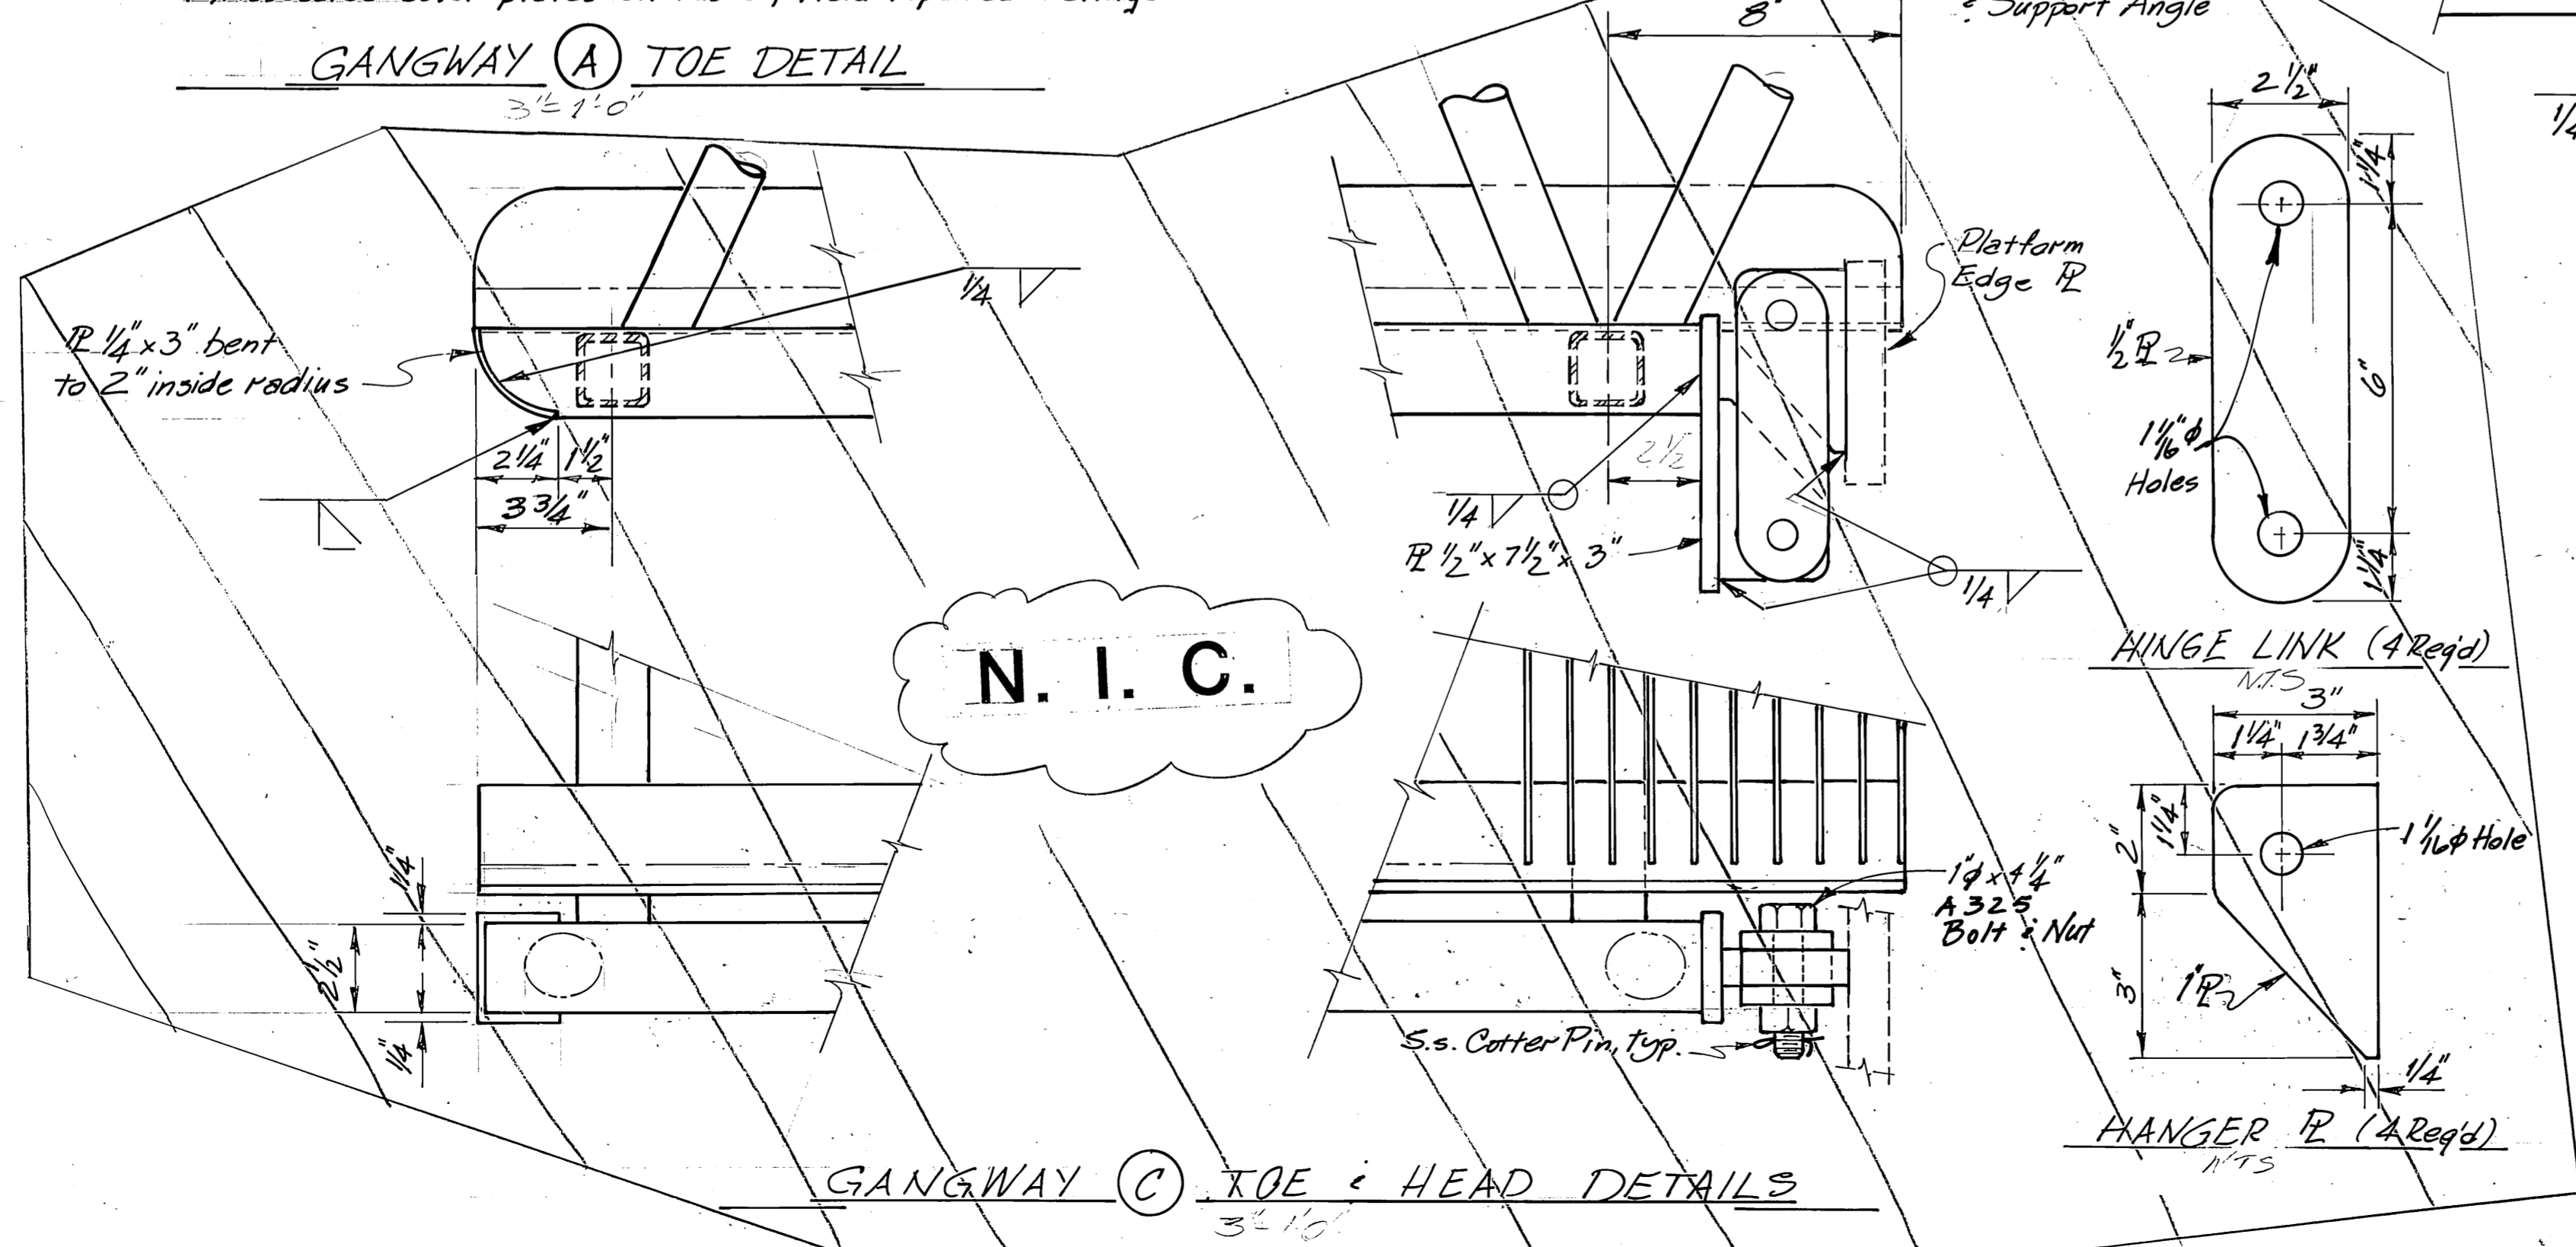 GANGWAY A TOE DETAIL
3"=1'-0"
8"
& Support Angle
2 1/2"
1 1/4"
Platform
Edge PL
1/4
PL 1/4" x 3" bent
to 2" inside radius
1/2" PL
6"
1 1/16" φ
Holes
2 1/4" 1 1/2"
3 3/4"
2 1/2
1/4
PL 1/2" x 7 1/2" x 3"
1/4
1 1/4"
HINGE LINK (4 Req'd)
N.T.S
N. I. C.
3"
1 1/4" 1 3/4"
2"
1 1/4"
1 1/16 φ Hole
1"φ x 4 1/4"
A325
Bolt & Nut
1/4"
2 1/2"
1/4"
S.s. Cotter Pin, typ.
3"
1" PL
1/4"
HANGER PL (4 Req'd)
NTS
GANGWAY C TOE & HEAD DETAILS
3"=1'-0"
1/4